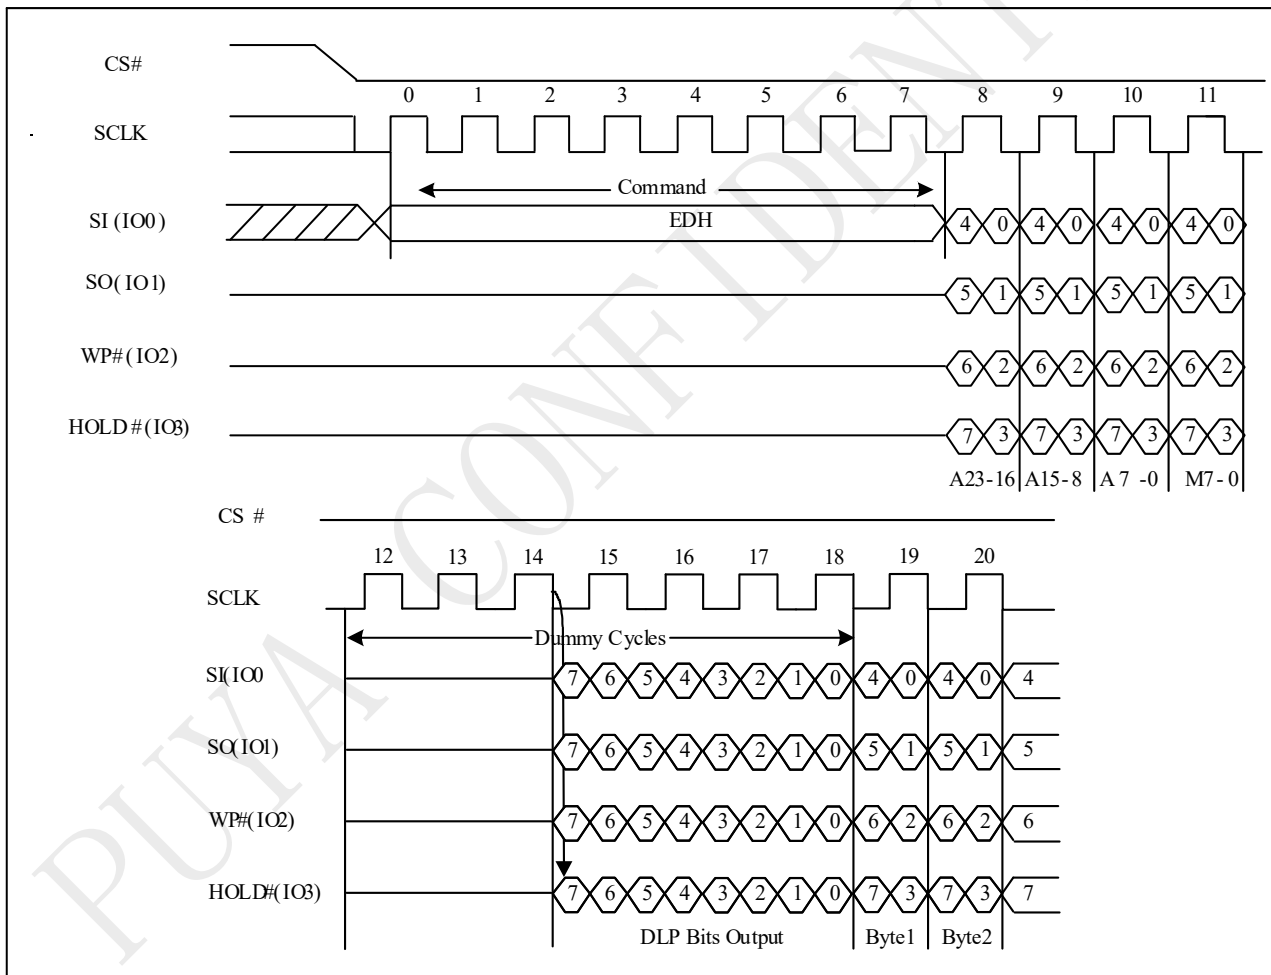 CS#
0 1 2 3 4 5 6 7 8 9 10 11
SCLK
Command
SI (IO0) EDH 4 0 4 0 4 0 4 0
SO( IO1) 5 1 5 1 5 1 5 1
WP# ( IO2) 6 2 6 2 6 2 6 2
HOLD # (IO3) 7 3 7 3 7 3 7 3
A23-16 A15-8 A 7 -0 M7-0
CS #
12 13 14 15 16 17 18 19 20
SCLK
Dummy Cycles
SI(IO0 7 6 5 4 3 2 1 0 4 0 4 0 4
SO(IO1) 7 6 5 4 3 2 1 0 5 1 5 1 5
WP#(IO2) 7 6 5 4 3 2 1 0 6 2 6 2 6
HOLD#(IO3) 7 6 5 4 3 2 1 0 7 3 7 3 7
DLP Bits Output Byte1 Byte2
PUYA CONFIDENT